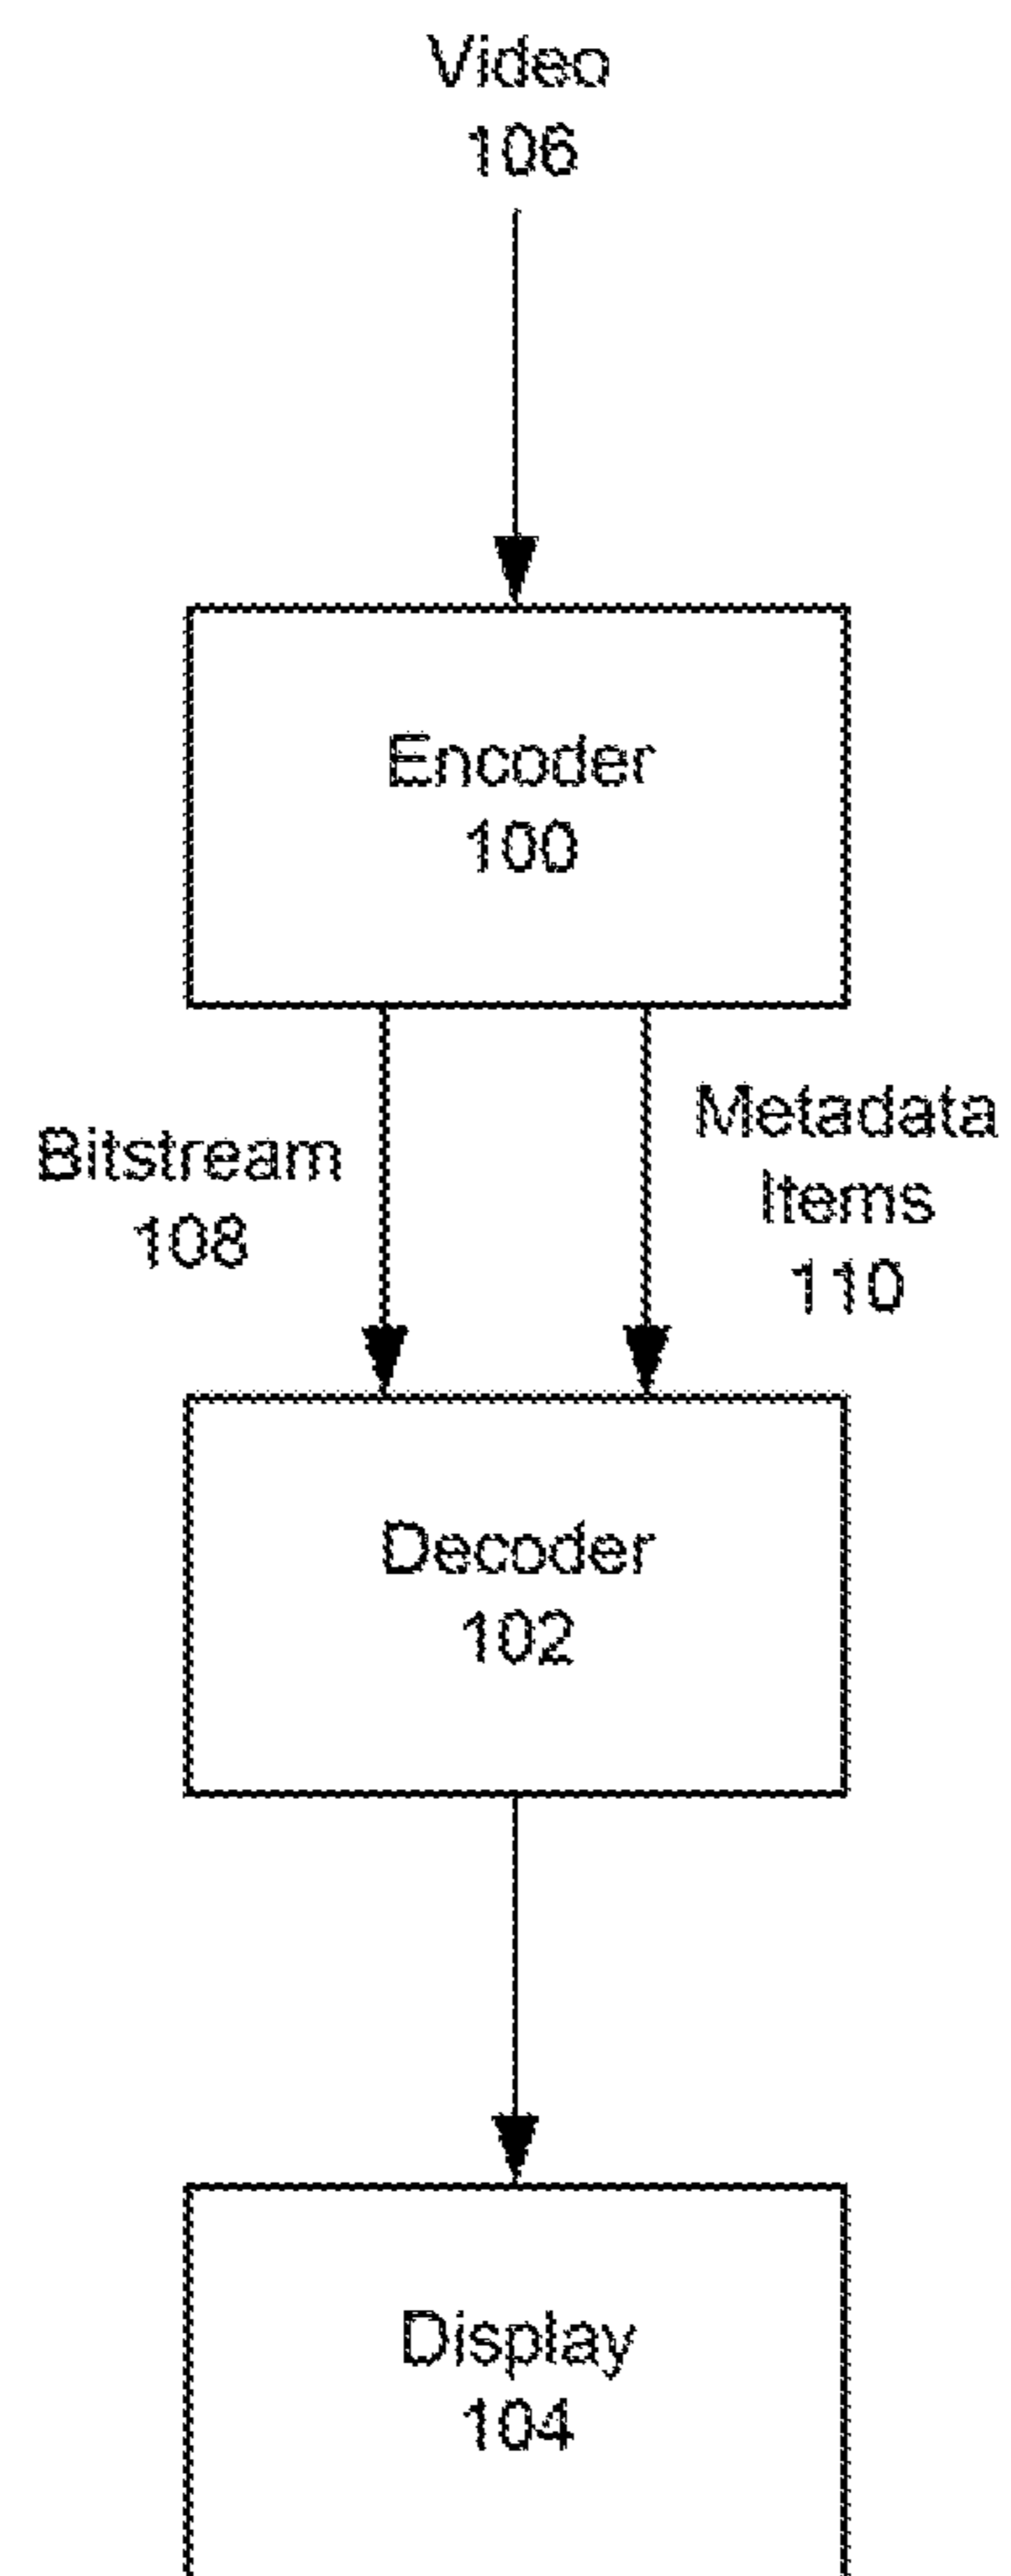 Video
106
Encoder
100
Bitstream
108
Metadata
Items
110
Decoder
102
Display
104